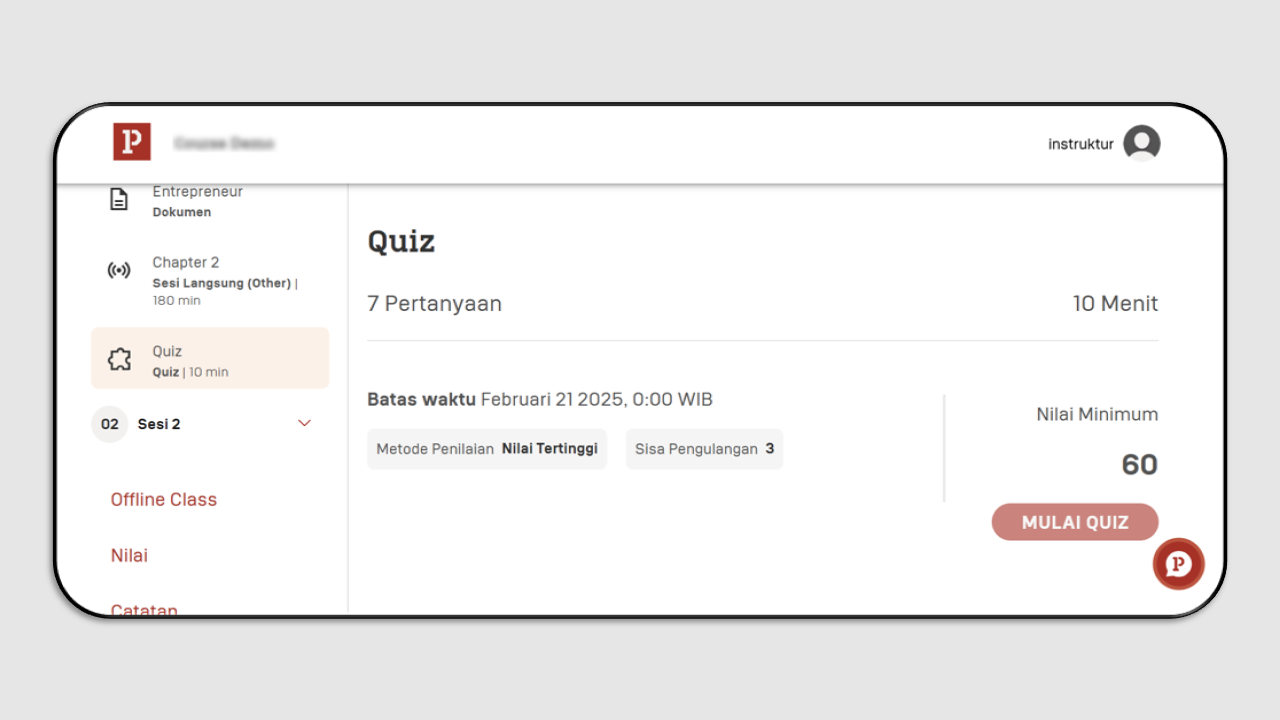 P
instruktur
Entrepreneur
Dokumen
Chapter 2
Sesi Langsung (Other) |
180 min
Quiz
Quiz | 10 min
02 Sesi 2
Offline Class
Nilai
Catatan
Quiz
7 Pertanyaan
10 Menit
Batas waktu Februari 21 2025, 0:00 WIB
Metode Penilaian Nilai Tertinggi
Sisa Pengulangan 3
Nilai Minimum
60
MULAI QUIZ
P